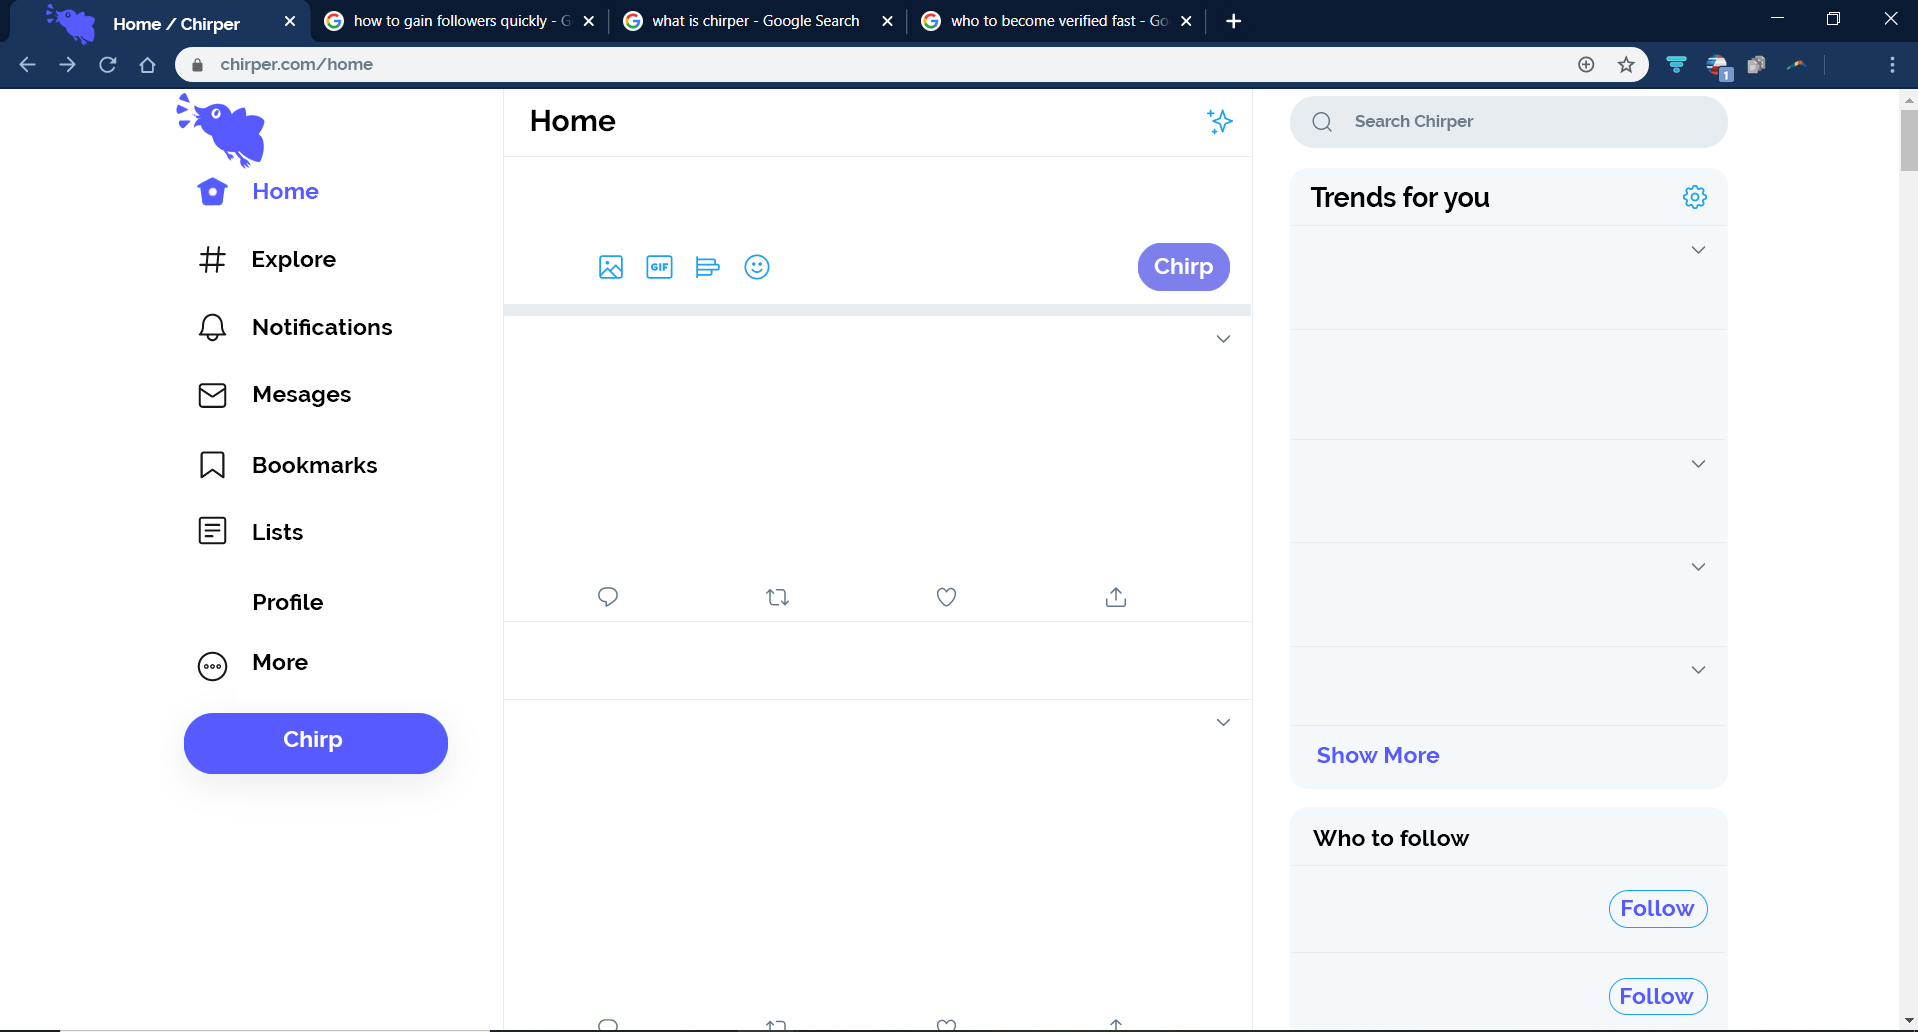 Home / Chirper
how to gain followers quickly - G
what is chirper - Google Search
who to become verified fast - Go
chirper.com/home
1
Home
Explore
Notifications
Mesages
Bookmarks
Lists
Profile
More
Chirp
Home
GIF
Chirp
Search Chirper
Trends for you
Show More
Who to follow
Follow
Follow